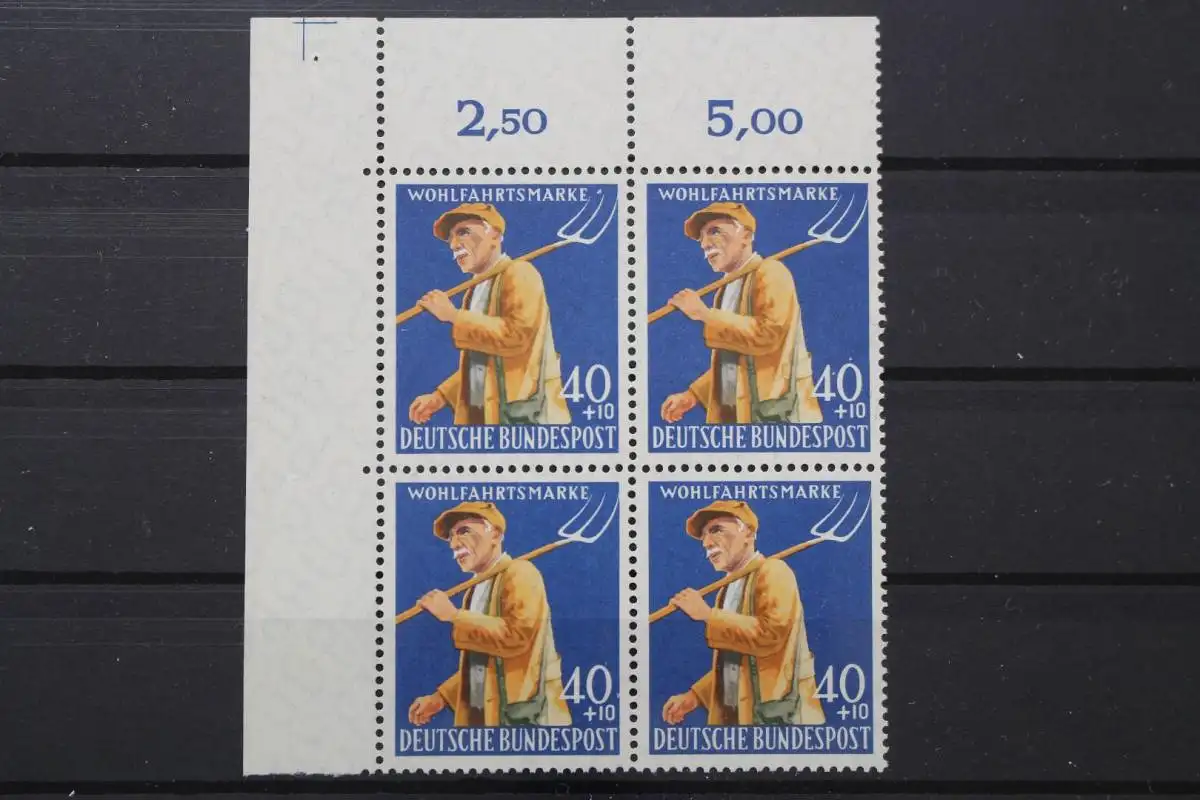 2,50 5,00
WOHLFAHRTSMARKE WOHLFAHRTSMARKE
40 40
+10 +10
DEUTSCHE BUNDESPOST DEUTSCHE BUNDESPOST
WOHLFAHRTSMARKE WOHLFAHRTSMARKE
40 40
+10 +10
DEUTSCHE BUNDESPOST DEUTSCHE BUNDESPOST